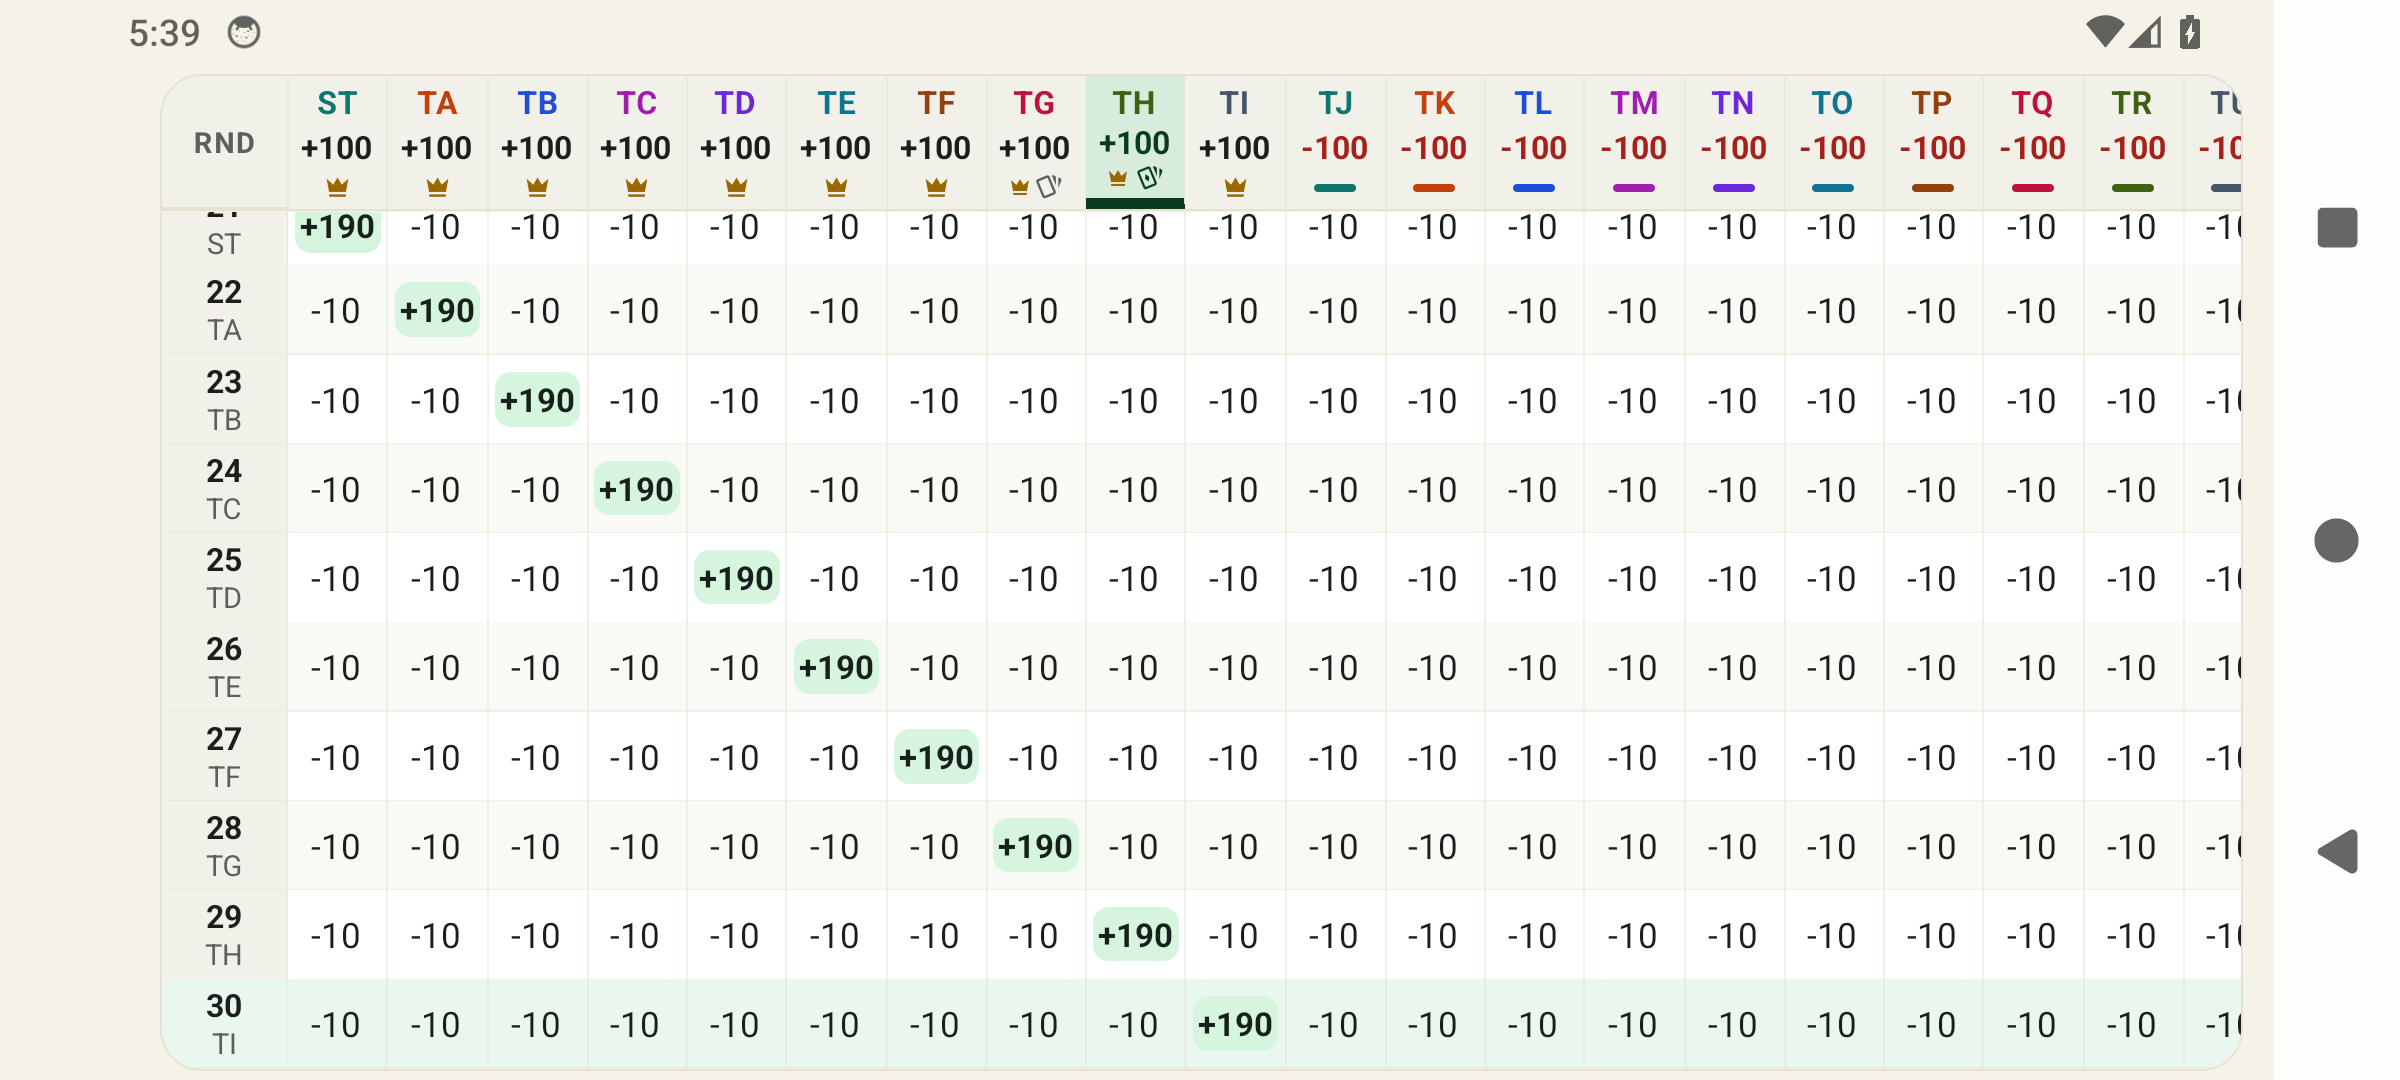 5:39
RND ST TA TB TC TD TE TF TG TH TI TJ TK TL TM TN TO TP TQ TR
+100 +100 +100 +100 +100 +100 +100 +100 +100 +100 -100 -100 -100 -100 -100 -100 -100 -100 -100
ST +190 -10 -10 -10 -10 -10 -10 -10 -10 -10 -10 -10 -10 -10 -10 -10 -10 -10 -10
22 TA -10 +190 -10 -10 -10 -10 -10 -10 -10 -10 -10 -10 -10 -10 -10 -10 -10 -10 -10
23 TB -10 -10 +190 -10 -10 -10 -10 -10 -10 -10 -10 -10 -10 -10 -10 -10 -10 -10 -10
24 TC -10 -10 -10 +190 -10 -10 -10 -10 -10 -10 -10 -10 -10 -10 -10 -10 -10 -10 -10
25 TD -10 -10 -10 -10 +190 -10 -10 -10 -10 -10 -10 -10 -10 -10 -10 -10 -10 -10 -10
26 TE -10 -10 -10 -10 -10 +190 -10 -10 -10 -10 -10 -10 -10 -10 -10 -10 -10 -10 -10
27 TF -10 -10 -10 -10 -10 -10 +190 -10 -10 -10 -10 -10 -10 -10 -10 -10 -10 -10 -10
28 TG -10 -10 -10 -10 -10 -10 -10 +190 -10 -10 -10 -10 -10 -10 -10 -10 -10 -10 -10
29 TH -10 -10 -10 -10 -10 -10 -10 -10 +190 -10 -10 -10 -10 -10 -10 -10 -10 -10 -10
30 TI -10 -10 -10 -10 -10 -10 -10 -10 -10 +190 -10 -10 -10 -10 -10 -10 -10 -10 -10